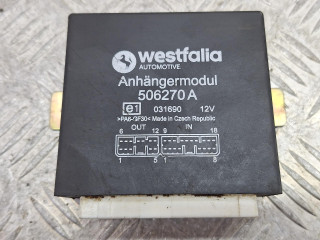 westfalia
AUTOMOTIVE
Anhängermodul
506270 A
e1 031690 12V
>PA6-GF30< Made in Czech Republic
OUT IN
6 12 9 16
1 5 1 8